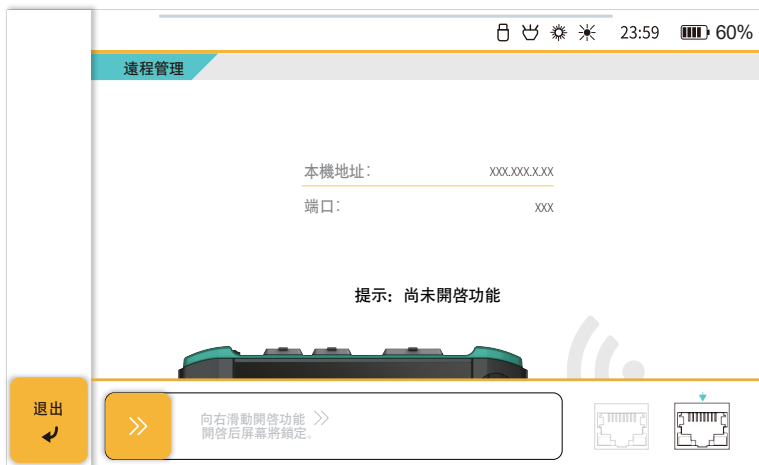 23:59 60%
遠程管理
本機地址： XXX.XXX.X.XX
端口： XXX
提示：尚未開啓功能
退出
向右滑動開啓功能
開啓后屏幕將鎖定。